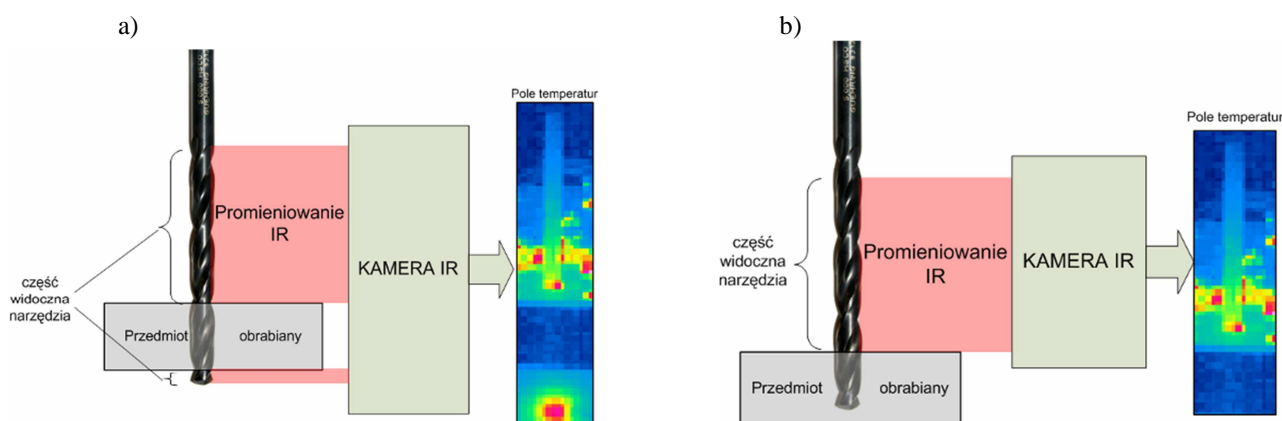 a)
Pole temperatur
Promieniowanie
IR
KAMERA IR
część
widoczna
narzędzia
Przedmiot obrabiany
b)
Pole temperatur
część
widoczna
narzędzia
Promieniowanie
IR
KAMERA IR
Przedmiot obrabiany